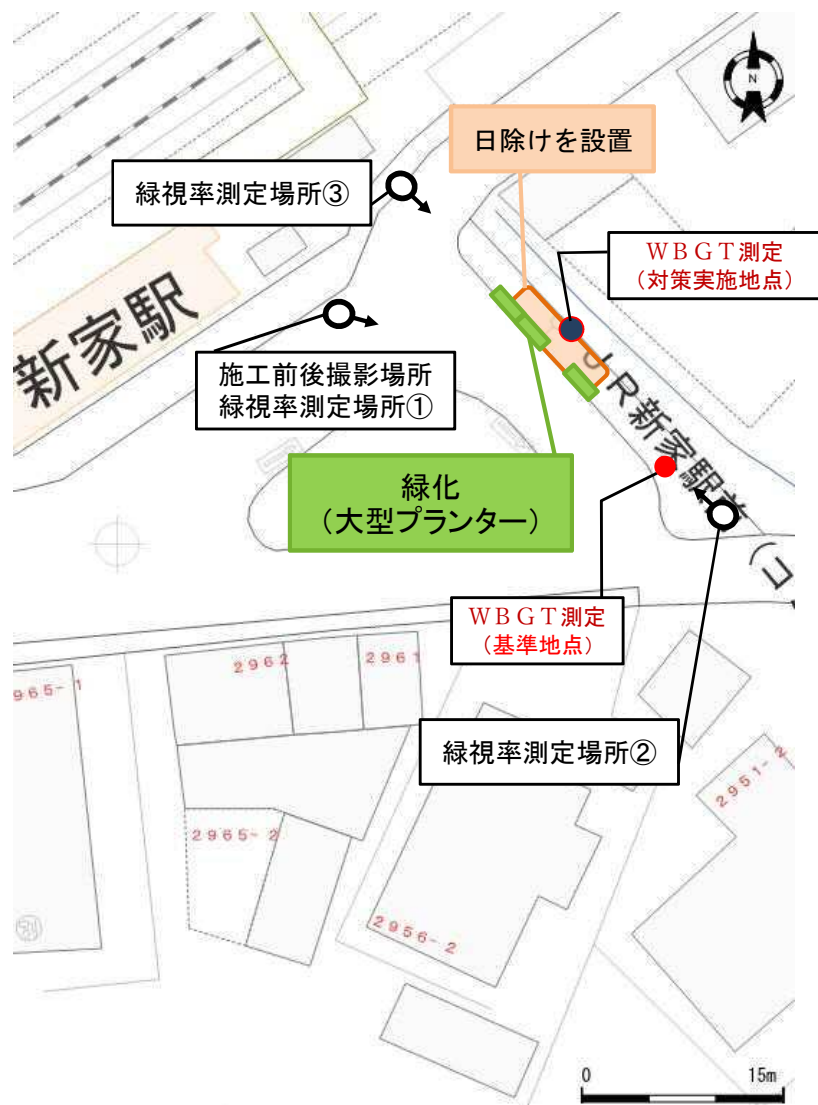 N
日除けを設置
緑視率測定場所③
WBGT測定
(対策実施地点)
新家駅
施工前後撮影場所
緑視率測定場所①
JR新家駅前(コ
緑化
(大型プランター)
WBGT測定
(基準地点)
2962
2961
965-1
緑視率測定場所②
2951-2
2965-2
2956-2
0
15m